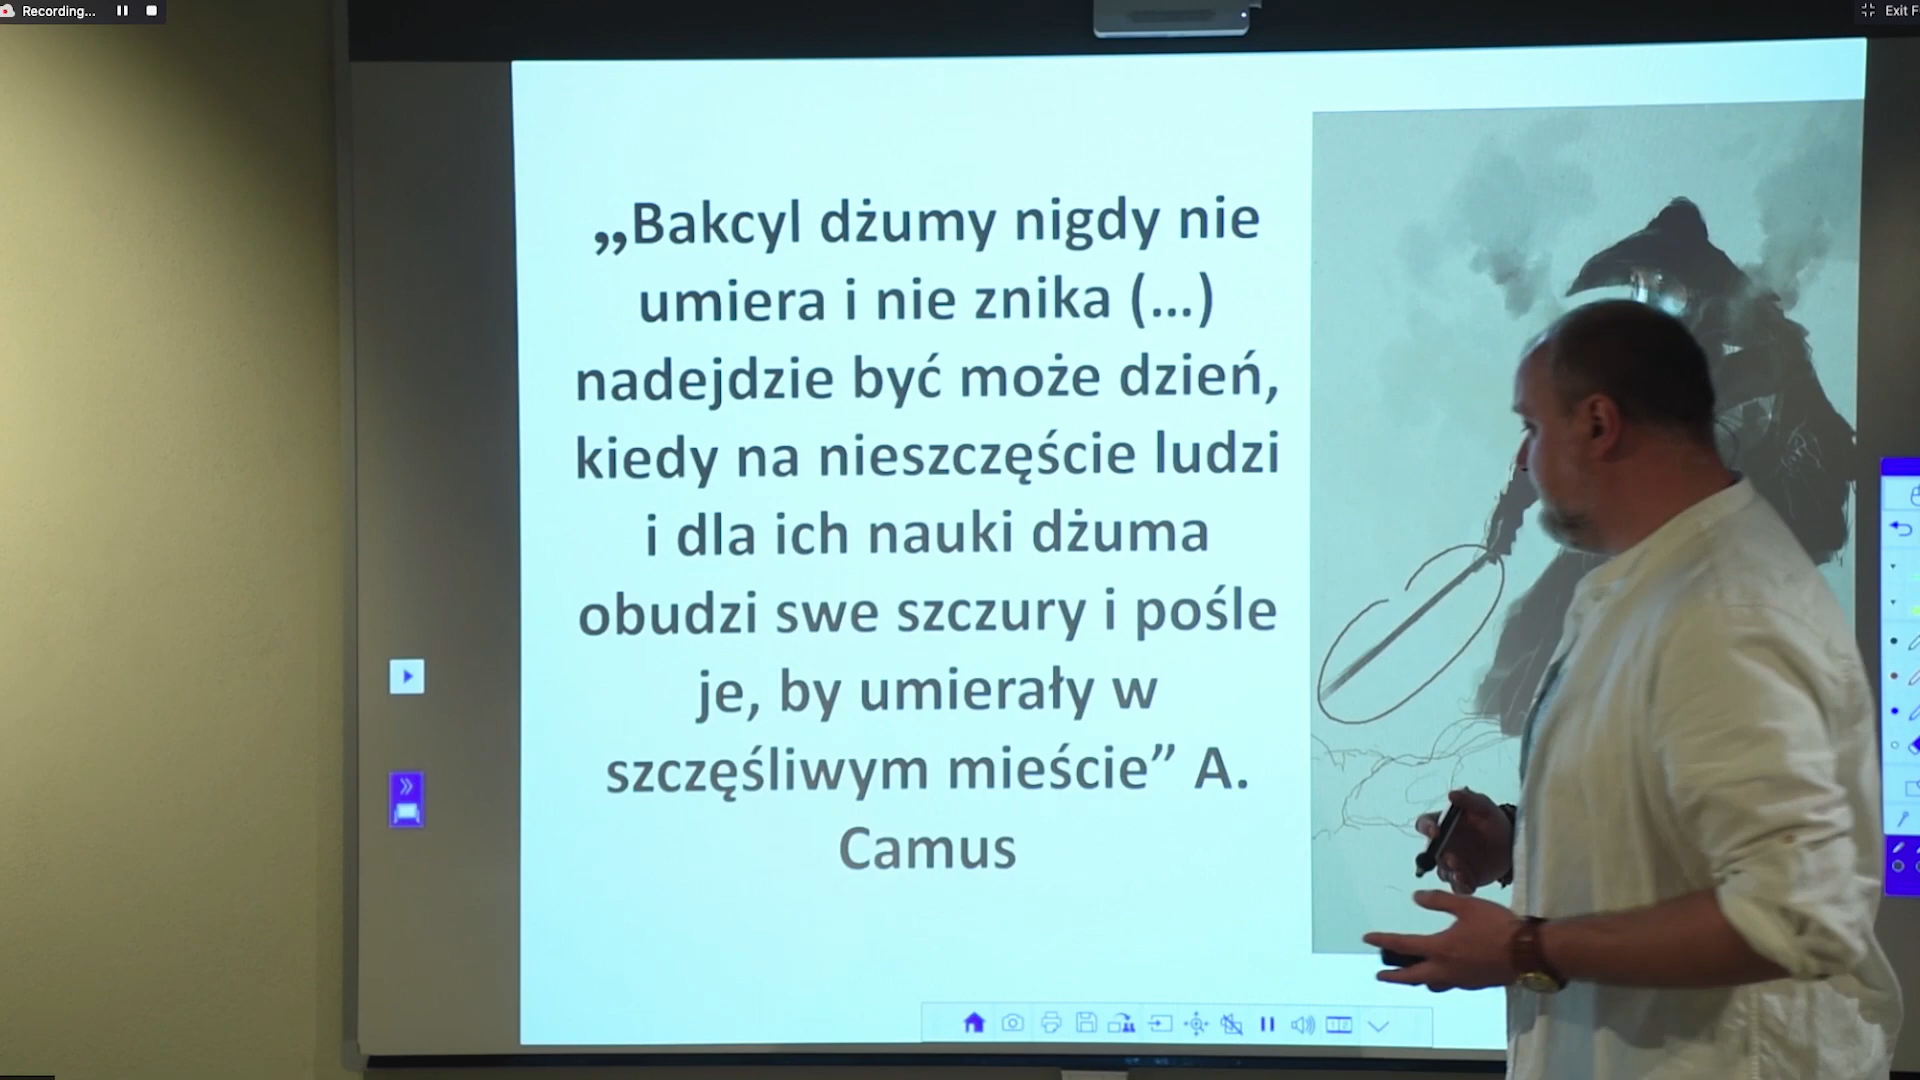 Recording...
Exit F
„Bakcyl dżumy nigdy nie
umiera i nie znika (...)
nadejdzie być może dzień,
kiedy na nieszczęście ludzi
i dla ich nauki dżuma
obudzi swe szczury i pośle
je, by umierały w
szczęśliwym mieście” A.
Camus